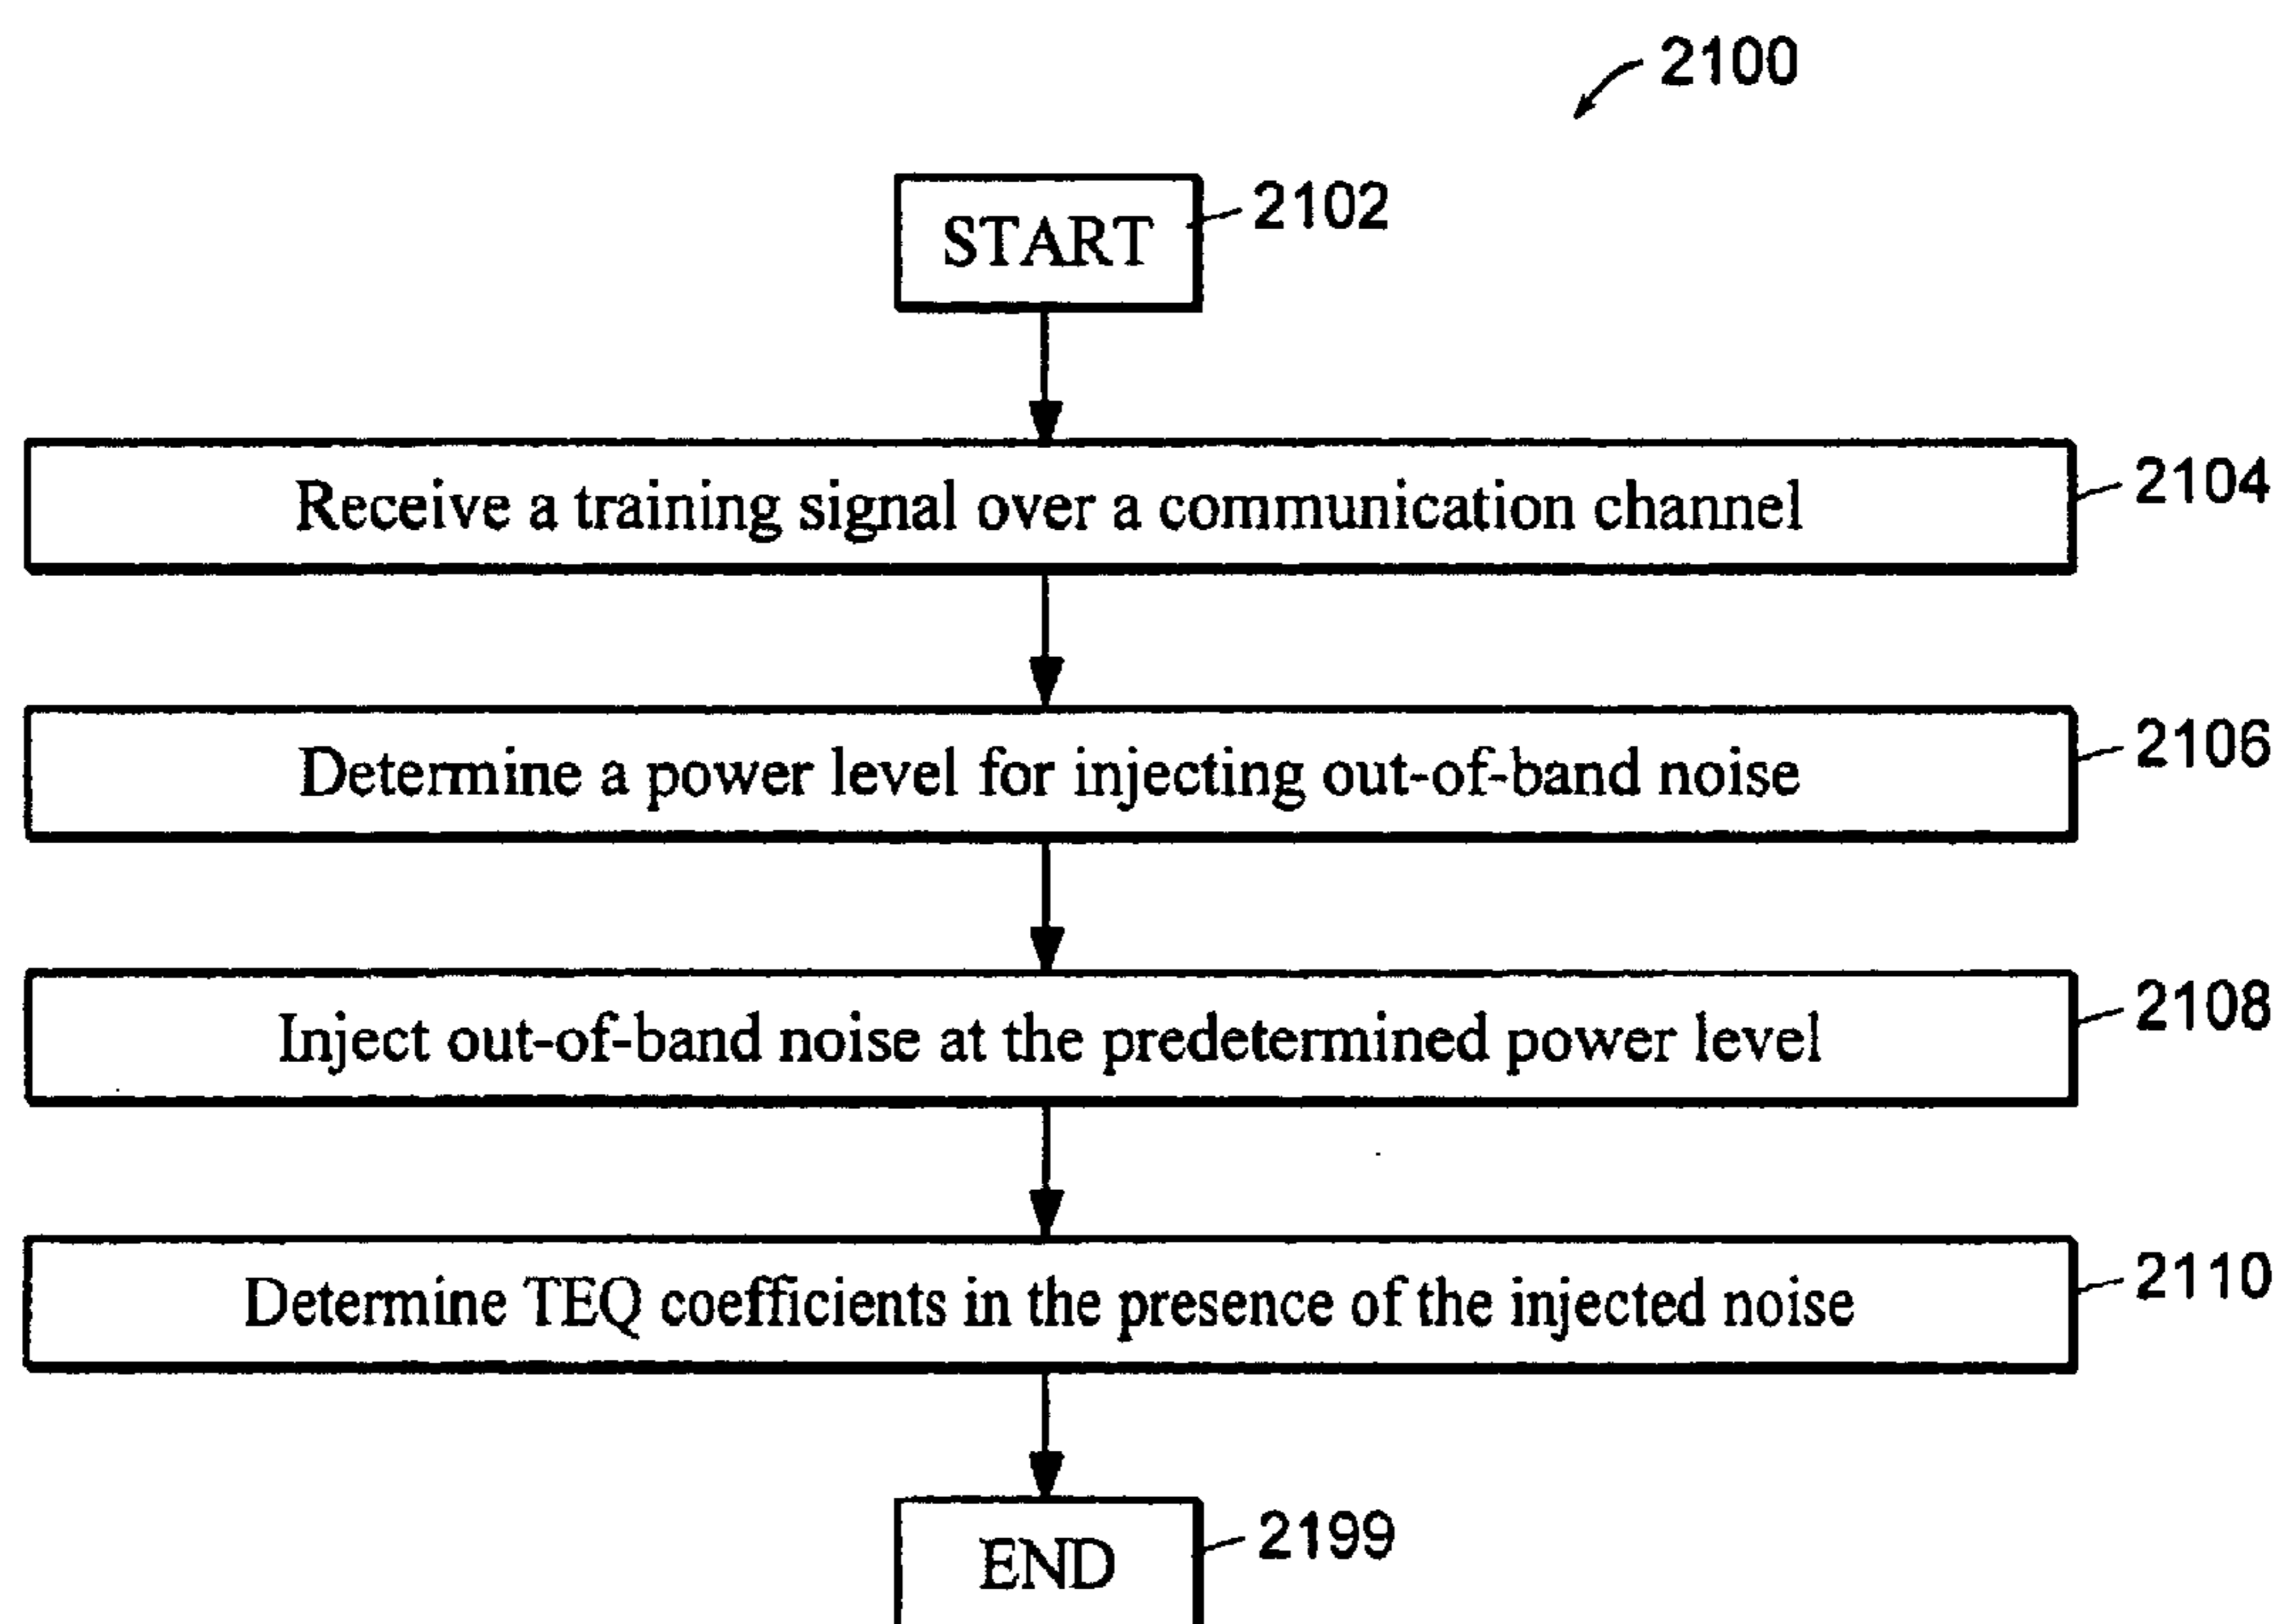 2100
START
2102
Receive a training signal over a communication channel
2104
Determine a power level for injecting out-of-band noise
2106
Inject out-of-band noise at the predetermined power level
2108
Determine TEQ coefficients in the presence of the injected noise
2110
END
2199